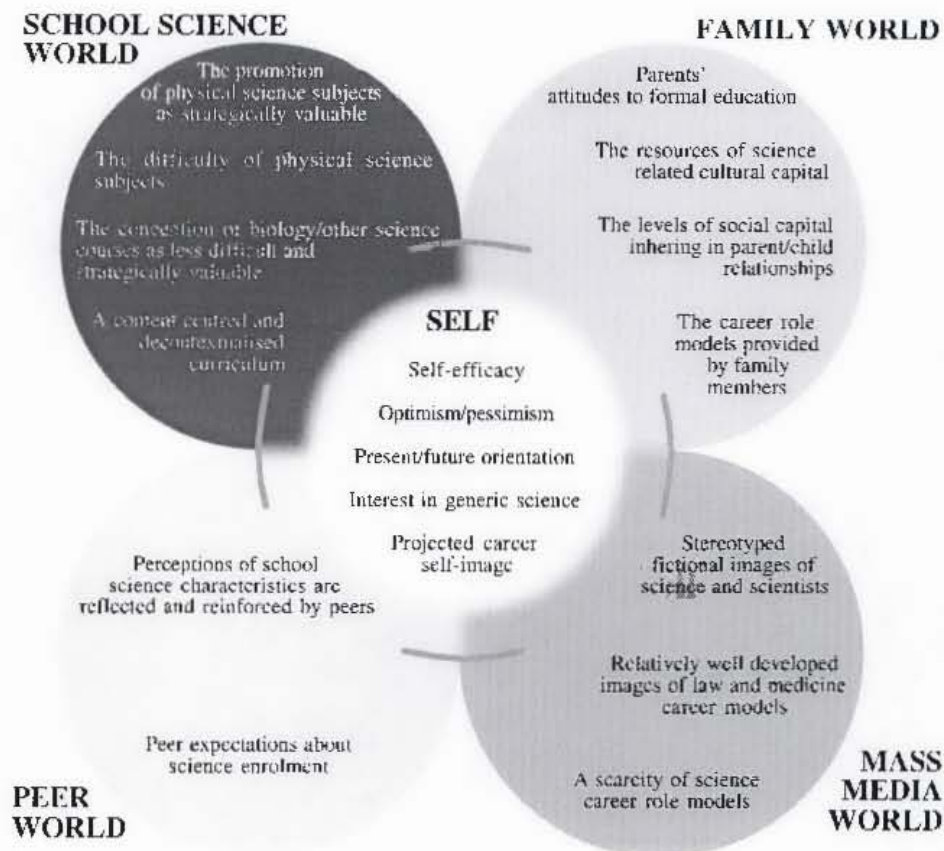 SCHOOL SCIENCE
WORLD
The promotion
of physical science subjects
as strategically valuable
The difficulty of physical science
subjects
The conception of biology/other science
courses as less difficult and
strategically valuable
A content centred and
decontextualised
curriculum
FAMILY WORLD
Parents'
attitudes to formal education
The resources of science
related cultural capital
The levels of social capital
inhering in parent/child
relationships
The career role
models provided
by family
members
SELF
Self-efficacy
Optimism/pessimism
Present/future orientation
Interest in generic science
Projected career
self-image
Perceptions of school
science characteristics are
reflected and reinforced by peers
Peer expectations about
science enrolment
PEER
WORLD
Stereotyped
fictional images of
science and scientists
Relatively well developed
images of law and medicine
career models
A scarcity of science
career role models
MASS
MEDIA
WORLD